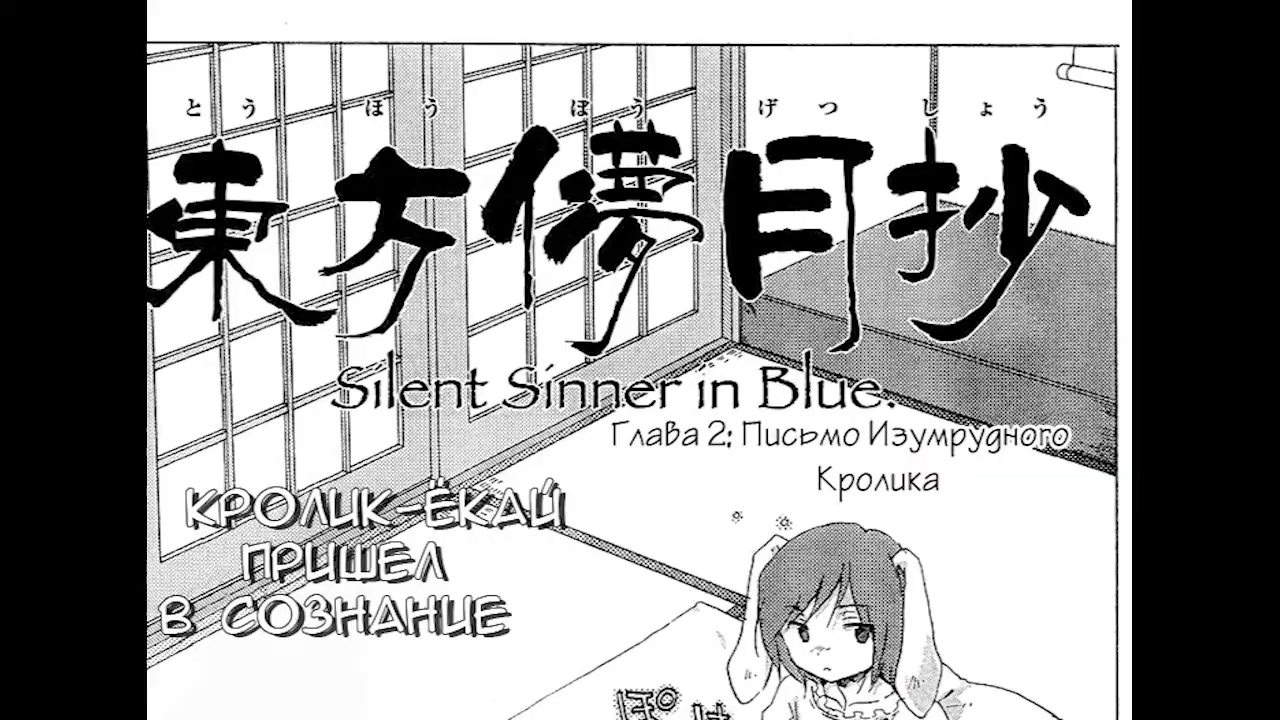 とう ほう ぼう げつ しょう
東方儚月抄
Silent Sinner in Blue.
Глава 2: Письмо Изумрудного
Кролика
КРОЛИК-ЁКАЙ
ПРИШЕЛ
В СОЗНАНИЕ